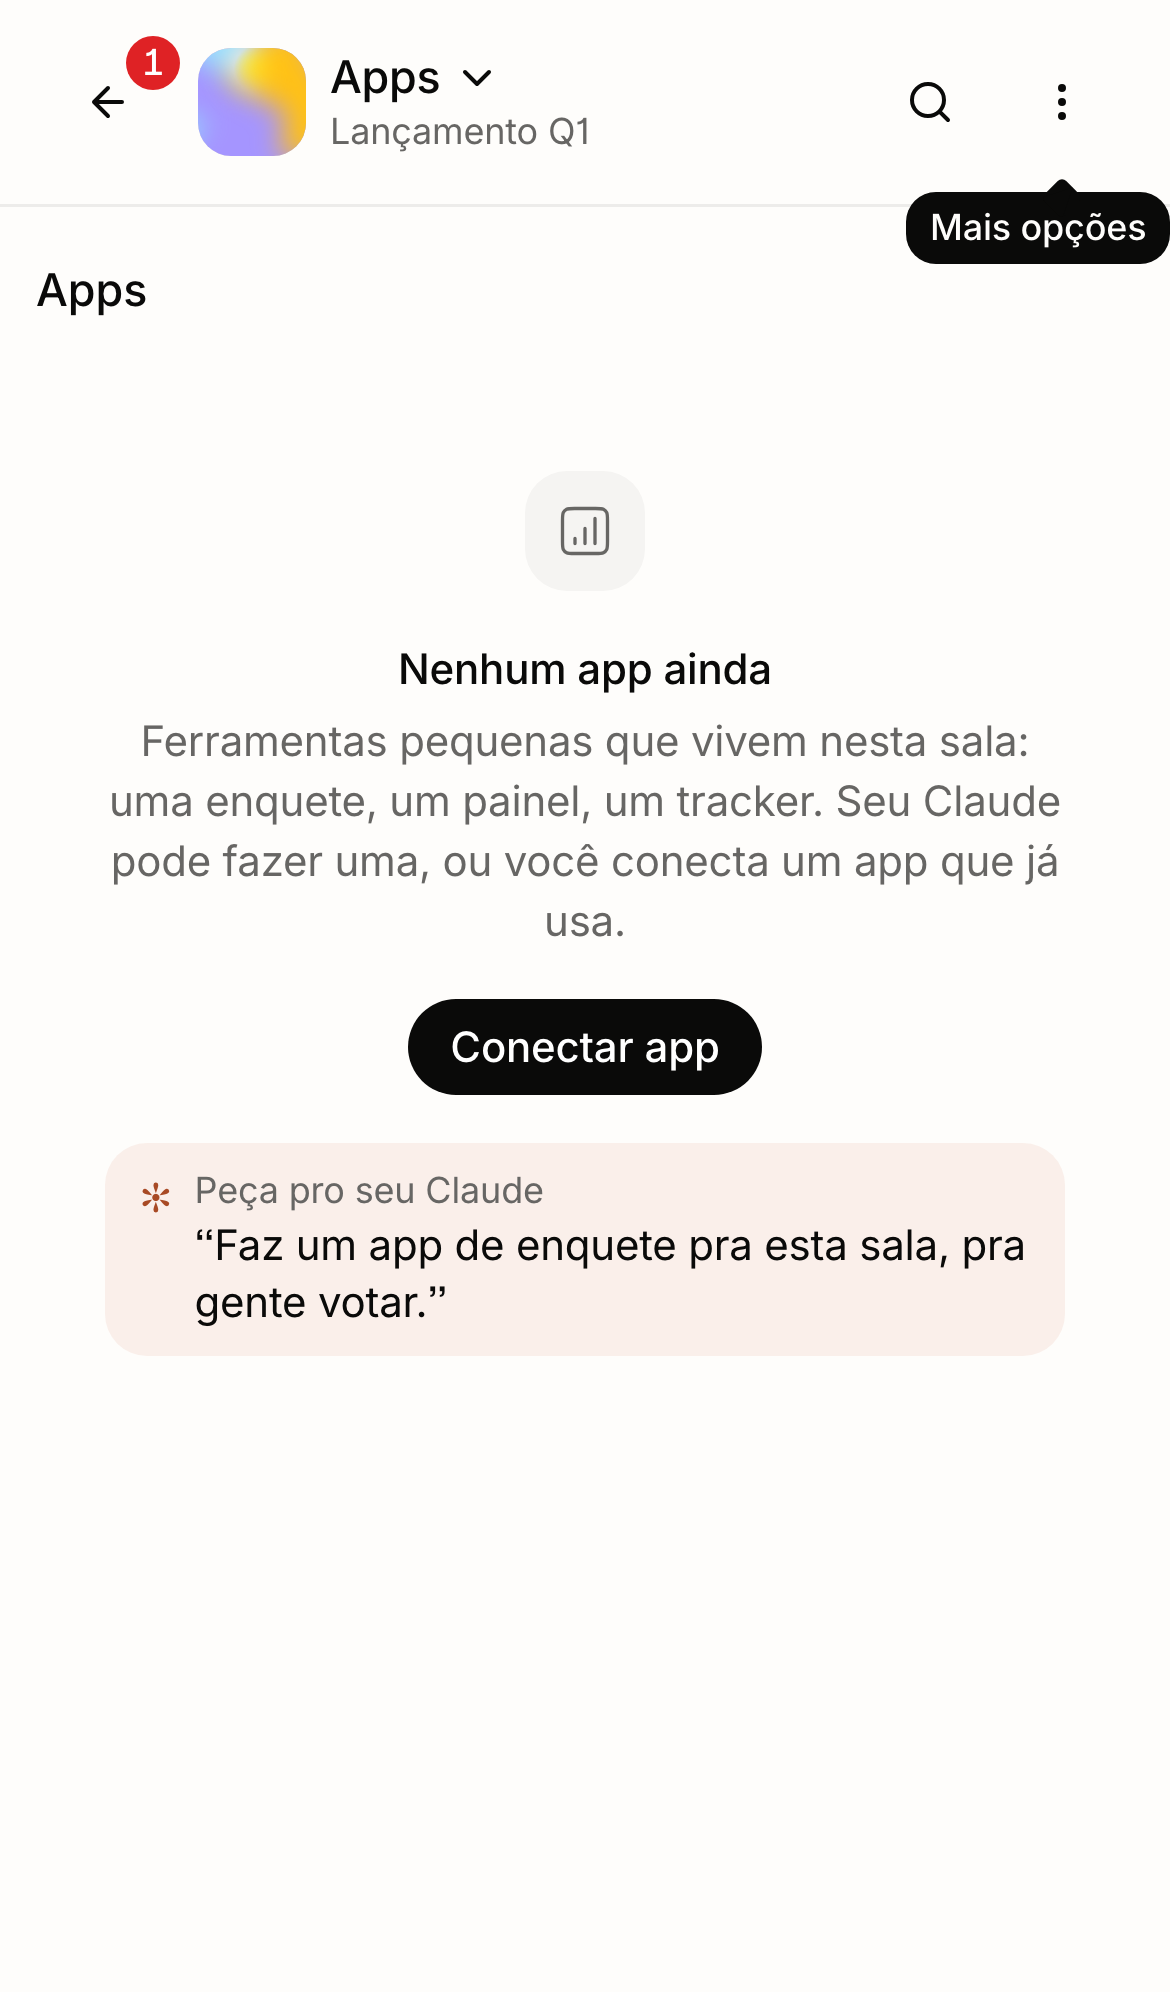 1
Apps
Lançamento Q1
Mais opções
Apps
Nenhum app ainda
Ferramentas pequenas que vivem nesta sala:
uma enquete, um painel, um tracker. Seu Claude
pode fazer uma, ou você conecta um app que já
usa.
Conectar app
Peça pro seu Claude
“Faz um app de enquete pra esta sala, pra
gente votar.”